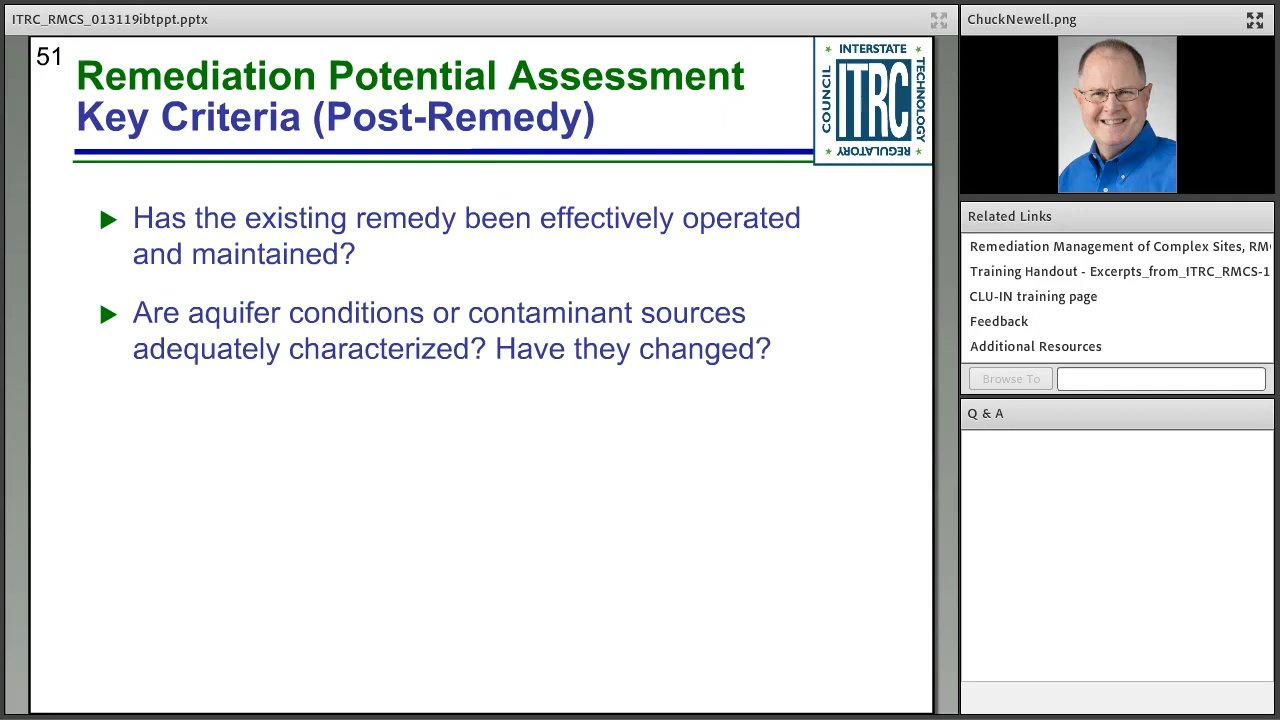 ITRC_RMCS_013119ibtppt.pptx
51
Remediation Potential Assessment
Key Criteria (Post-Remedy)
INTERSTATE
COUNCIL
ITRC
TECHNOLOGY
REGULATORY
Has the existing remedy been effectively operated
and maintained?
Are aquifer conditions or contaminant sources
adequately characterized? Have they changed?
ChuckNewell.png
Related Links
Remediation Management of Complex Sites, RM
Training Handout - Excerpts_from_ITRC_RMCS-1
CLU-IN training page
Feedback
Additional Resources
Browse To
Q & A